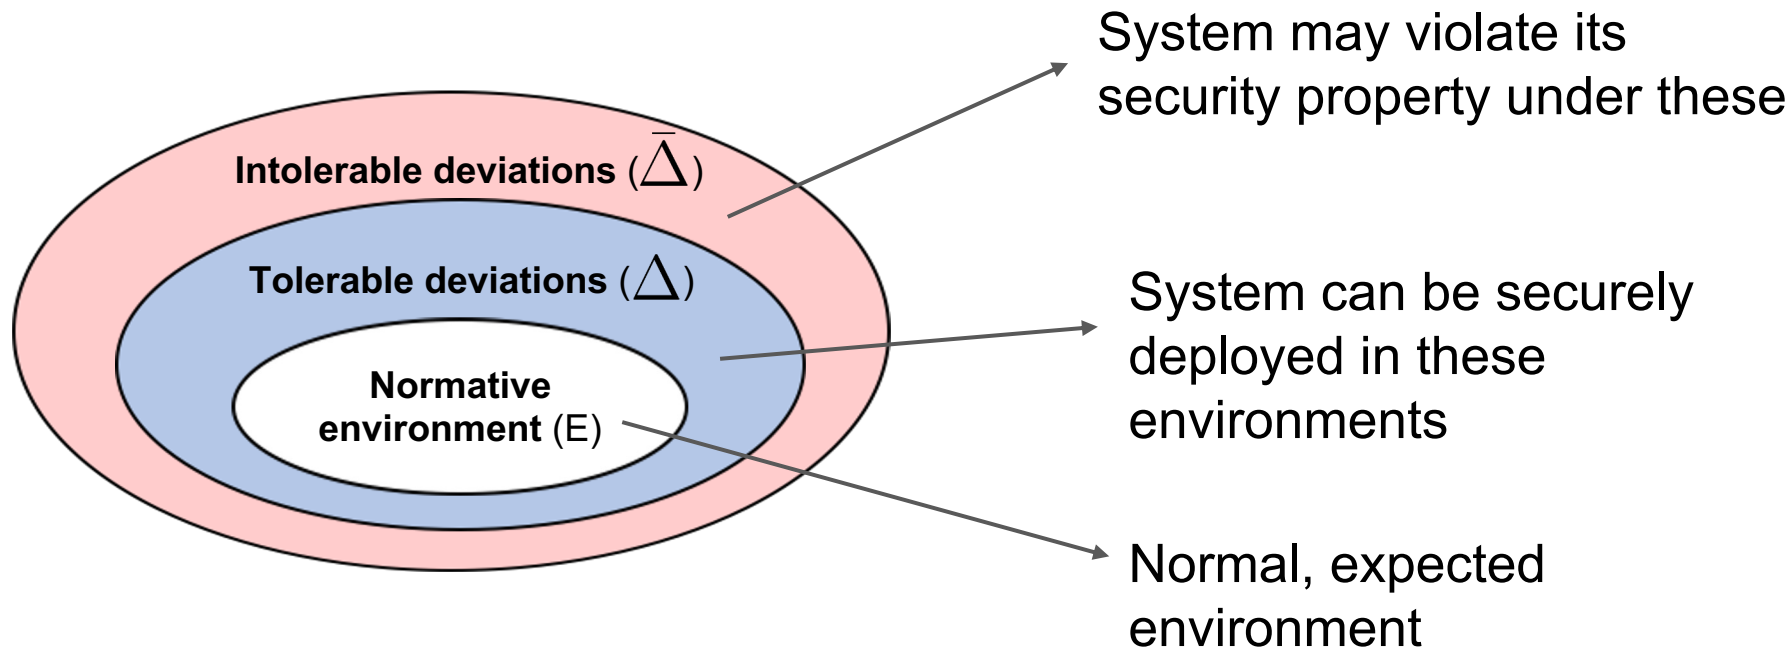 System may violate its
security property under these
Intolerable deviations (Δ̅)
Tolerable deviations (Δ)
System can be securely
deployed in these
environments
Normative
environment (E)
Normal, expected
environment